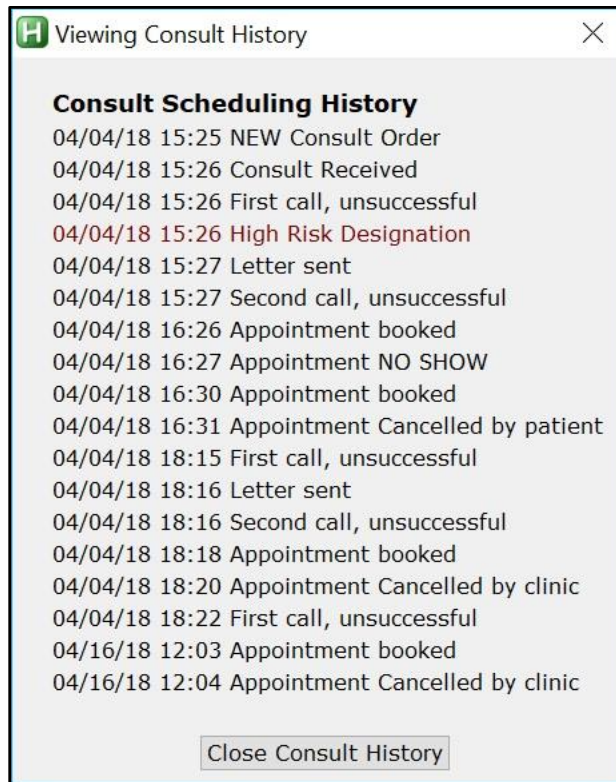 H Viewing Consult History
Consult Scheduling History
04/04/18 15:25 NEW Consult Order
04/04/18 15:26 Consult Received
04/04/18 15:26 First call, unsuccessful
04/04/18 15:26 High Risk Designation
04/04/18 15:27 Letter sent
04/04/18 15:27 Second call, unsuccessful
04/04/18 16:26 Appointment booked
04/04/18 16:27 Appointment NO SHOW
04/04/18 16:30 Appointment booked
04/04/18 16:31 Appointment Cancelled by patient
04/04/18 18:15 First call, unsuccessful
04/04/18 18:16 Letter sent
04/04/18 18:16 Second call, unsuccessful
04/04/18 18:18 Appointment booked
04/04/18 18:20 Appointment Cancelled by clinic
04/04/18 18:22 First call, unsuccessful
04/16/18 12:03 Appointment booked
04/16/18 12:04 Appointment Cancelled by clinic
Close Consult History